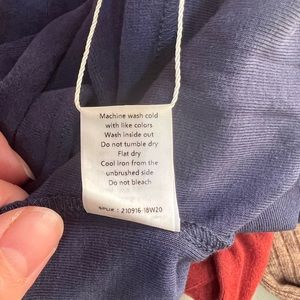 Machine wash cold
with like colors
Wash inside out
Do not tumble dry
Flat dry
Cool iron from the
unbrushed side
Do not bleach
: 210916 18W20